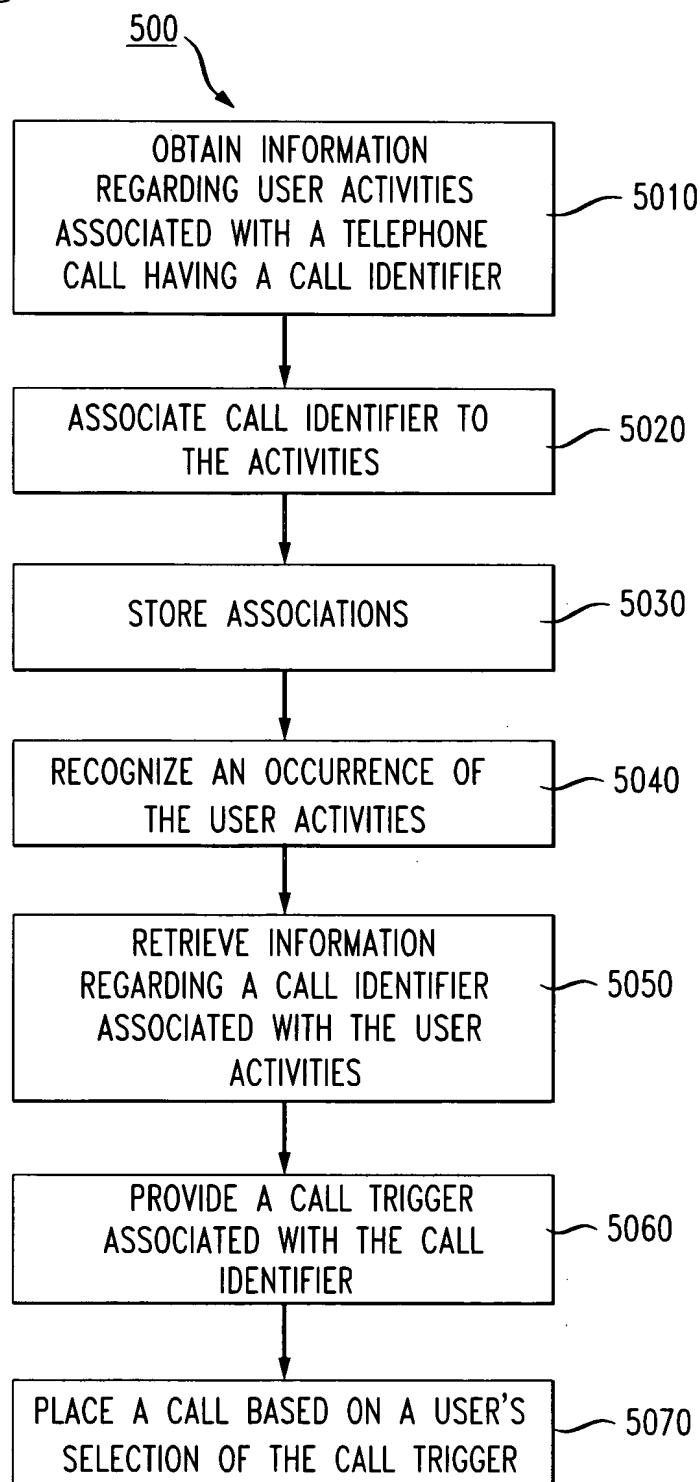 500
OBTAIN INFORMATION
REGARDING USER ACTIVITIES
ASSOCIATED WITH A TELEPHONE
CALL HAVING A CALL IDENTIFIER
5010
ASSOCIATE CALL IDENTIFIER TO
THE ACTIVITIES
5020
STORE ASSOCIATIONS
5030
RECOGNIZE AN OCCURRENCE OF
THE USER ACTIVITIES
5040
RETRIEVE INFORMATION
REGARDING A CALL IDENTIFIER
ASSOCIATED WITH THE USER
ACTIVITIES
5050
PROVIDE A CALL TRIGGER
ASSOCIATED WITH THE CALL
IDENTIFIER
5060
PLACE A CALL BASED ON A USER'S
SELECTION OF THE CALL TRIGGER
5070